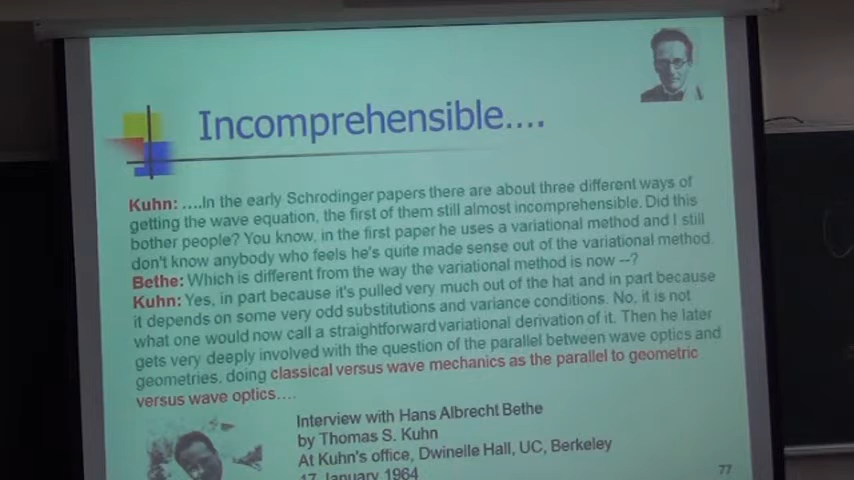 Incomprehensible....
Kuhn: ....In the early Schrodinger papers there are about three different ways of
getting the wave equation, the first of them still almost incomprehensible. Did this
bother people? You know, in the first paper he uses a variational method and I still
don't know anybody who feels he's quite made sense out of the variational method.
Bethe: Which is different from the way the variational method is now --?
Kuhn: Yes, in part because it's pulled very much out of the hat and in part because
it depends on some very odd substitutions and variance conditions. No, it is not
what one would now call a straightforward variational derivation of it. Then he later
gets very deeply involved with the question of the parallel between wave optics and
geometries, doing classical versus wave mechanics as the parallel to geometric
versus wave optics....
Interview with Hans Albrecht Bethe
by Thomas S. Kuhn
At Kuhn's office, Dwinelle Hall, UC, Berkeley
17 January 1964
77